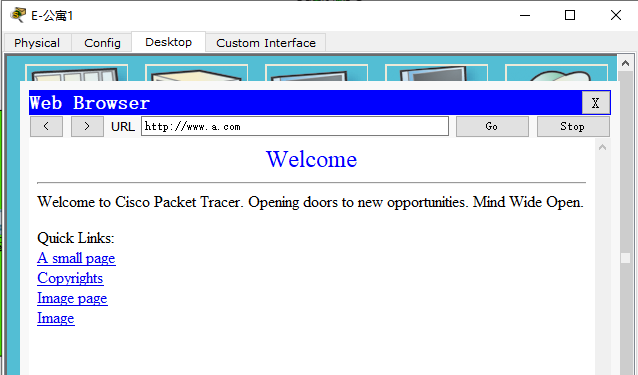 E-公寓1
Physical Config Desktop Custom Interface
Web Browser X
< > URL http://www.a.com Go Stop
Welcome
Welcome to Cisco Packet Tracer. Opening doors to new opportunities. Mind Wide Open.
Quick Links:
A small page
Copyrights
Image page
Image